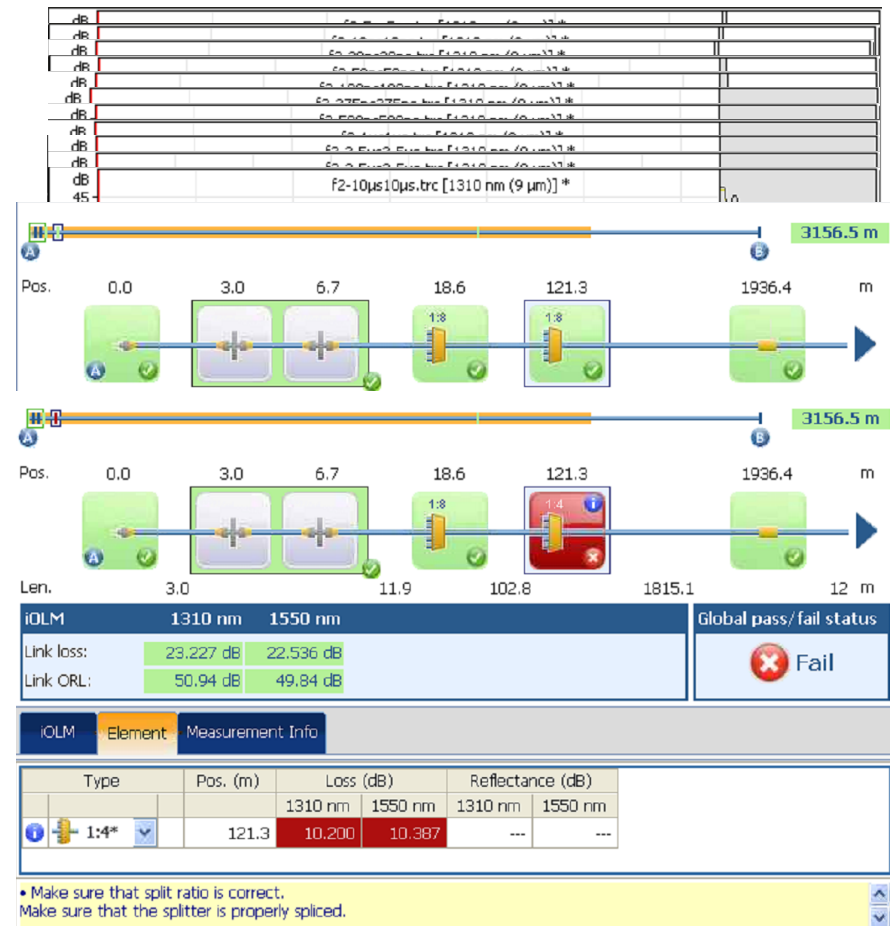 dB
dB
dB
dB
dB
dB
dB
dB
dB
dB
dB f2-10µs10µs.trc [1310 nm (9 µm)] *
45
3156.5 m
A B
Pos. 0.0 3.0 6.7 18.6 121.3 1936.4 m
1:8 1:8
A
3156.5 m
A B
Pos. 0.0 3.0 6.7 18.6 121.3 1936.4 m
1:8 1:4 i
A
Len. 3.0 11.9 102.8 1815.1 12 m
iOLM 1310 nm 1550 nm Global pass/fail status
Link loss: 23.227 dB 22.536 dB Fail
Link ORL: 50.94 dB 49.84 dB
iOLM Element Measurement Info
Type Pos. (m) Loss (dB) Reflectance (dB)
1310 nm 1550 nm 1310 nm 1550 nm
i 1:4* 121.3 10.200 10.387 --- ---
• Make sure that split ratio is correct.
Make sure that the splitter is properly spliced.